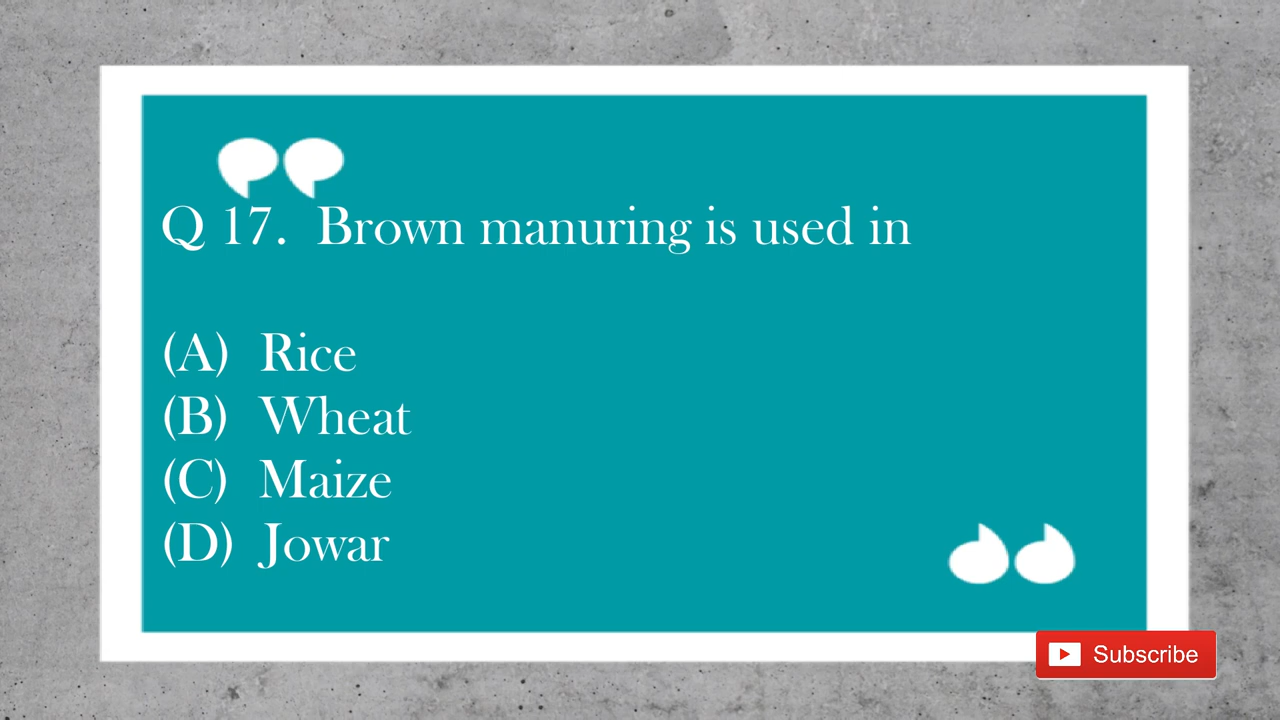 Q 17. Brown manuring is used in
(A) Rice
(B) Wheat
(C) Maize
(D) Jowar
Subscribe